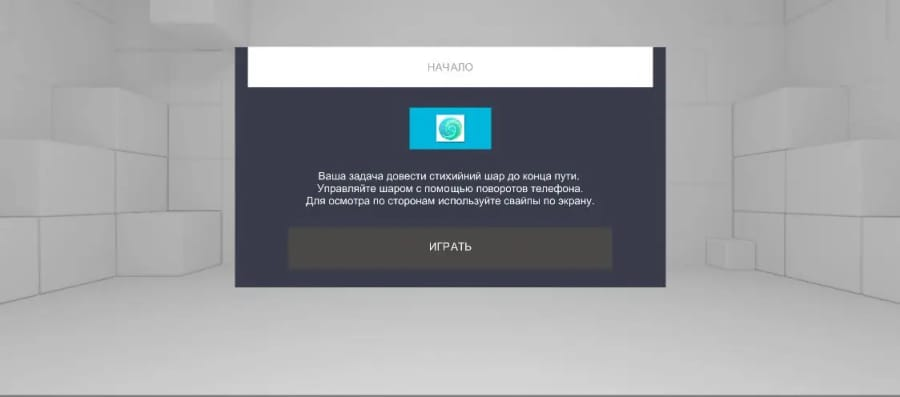 НАЧАЛО
Ваша задача довести стихийний шар до конца пути.
Управляйте шаром с помощью поворотов телефона.
Для осмотра по сторонам используйте свайпы по экрану.
ИГРАТЬ